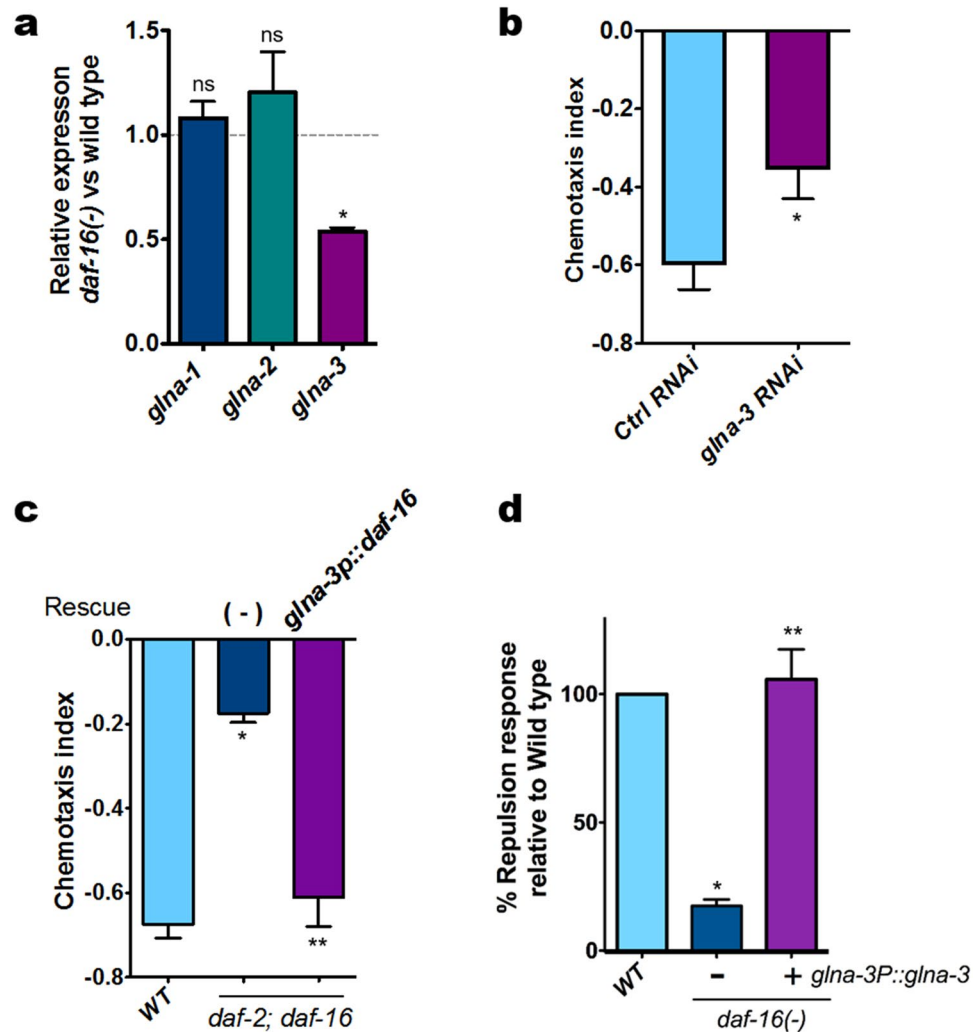 a
Relative expresson
daf-16(-) vs wild type
1.5
1.0
0.5
0.0
ns
ns
*
glna-1
glna-2
glna-3
b
Chemotaxis index
0.0
-0.2
-0.4
-0.6
-0.8
*
Ctrl RNAi
glna-3 RNAi
c
Rescue
(-)
glna-3p::daf-16
Chemotaxis index
0.0
-0.2
-0.4
-0.6
-0.8
*
**
WT
daf-2; daf-16
d
% Repulsion response
relative to Wild type
100
50
0
*
**
WT
-
+ glna-3P::glna-3
daf-16(-)